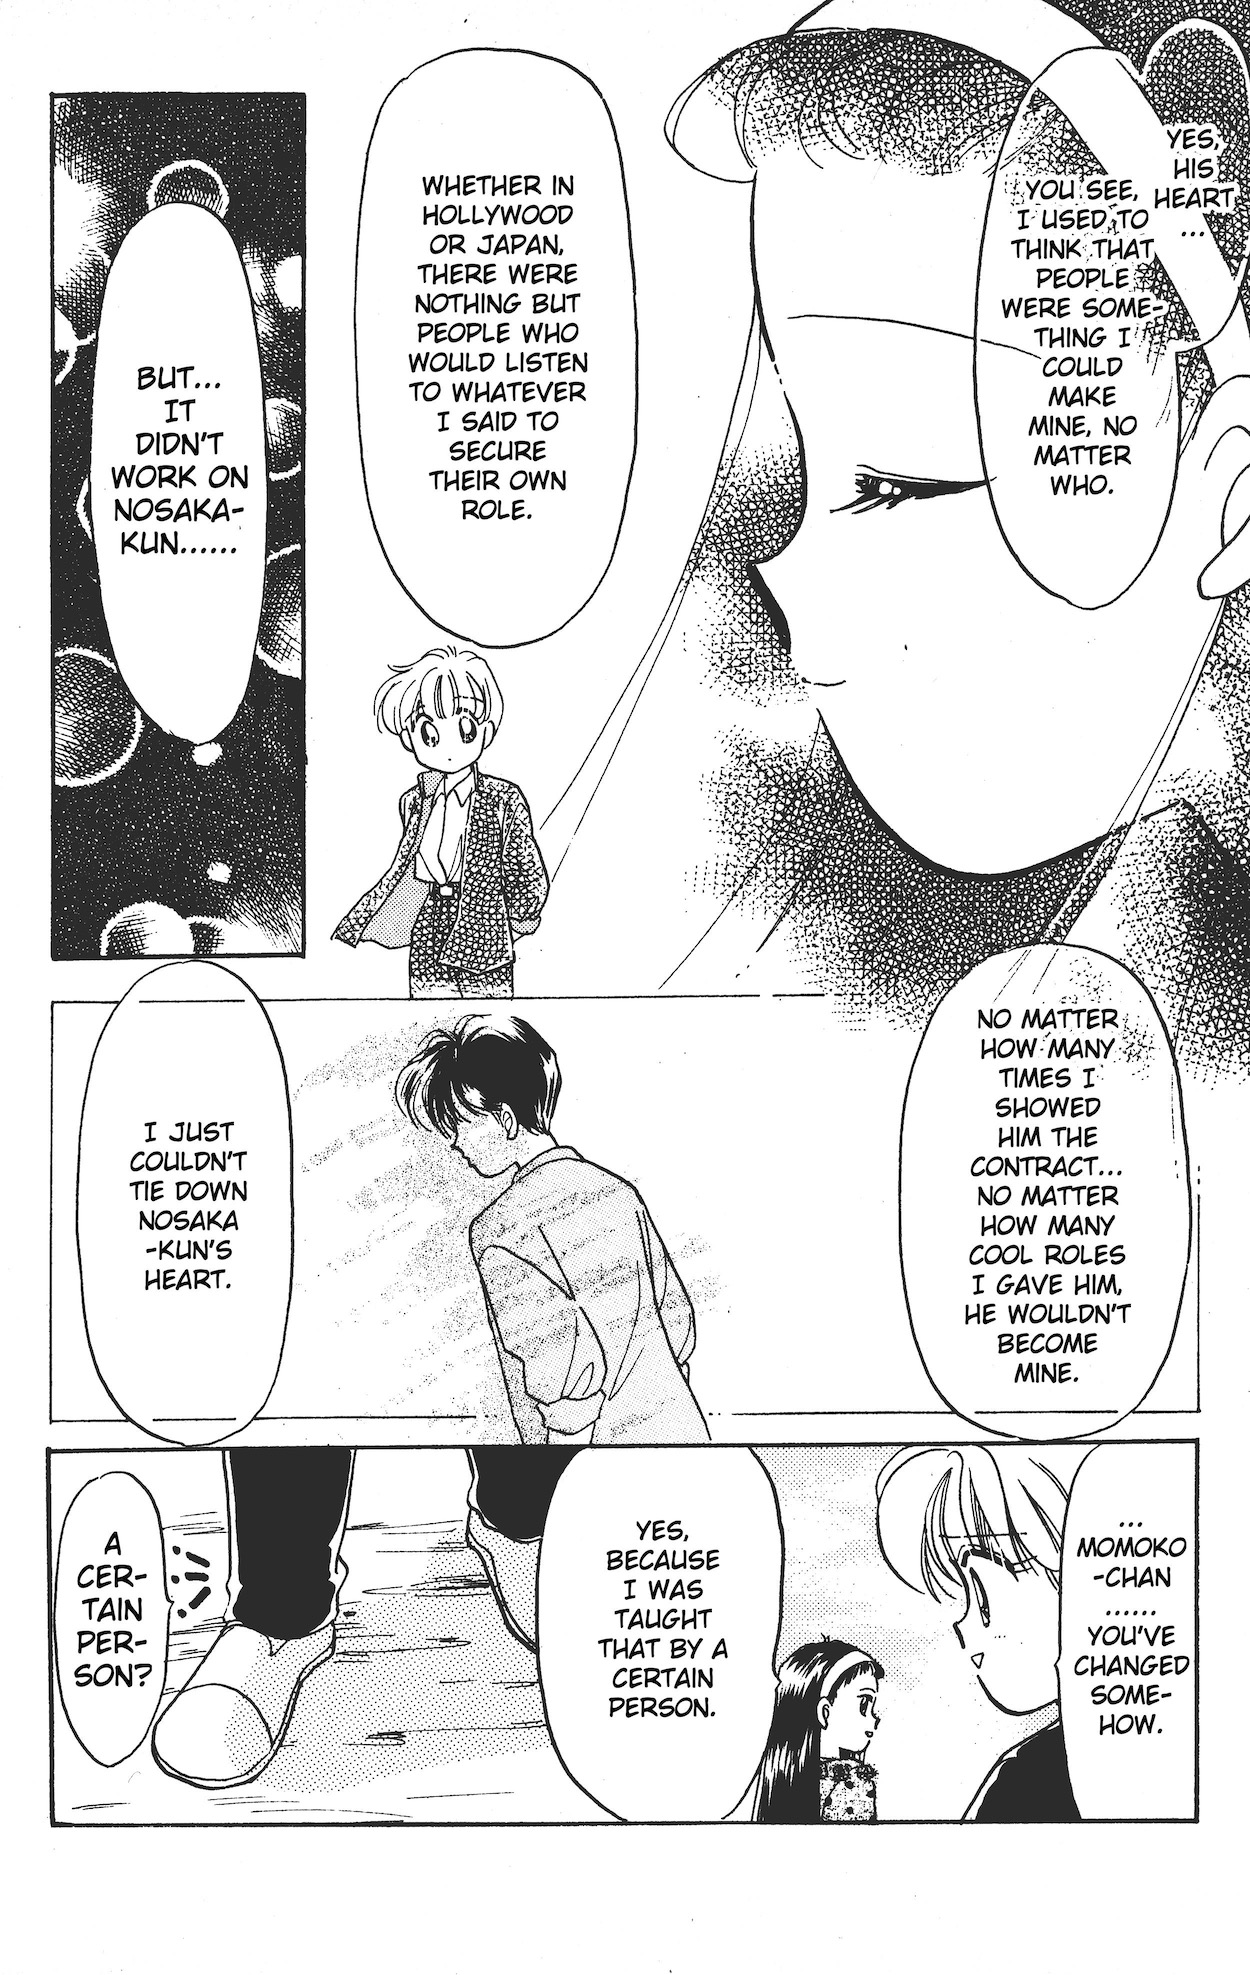 YES,
HIS
HEART
...
YOU SEE,
I USED TO
THINK THAT
PEOPLE
WERE SOME-
THING I
COULD
MAKE
MINE, NO
MATTER
WHO.
WHETHER IN
HOLLYWOOD
OR JAPAN,
THERE WERE
NOTHING BUT
PEOPLE WHO
WOULD LISTEN
TO WHATEVER
I SAID TO
SECURE
THEIR OWN
ROLE.
BUT...
IT
DIDN'T
WORK ON
NOSAKA-
KUN......
NO MATTER
HOW MANY
TIMES I
SHOWED
HIM THE
CONTRACT...
NO MATTER
HOW MANY
COOL ROLES
I GAVE HIM,
HE WOULDN'T
BECOME
MINE.
I JUST
COULDN'T
TIE DOWN
NOSAKA
-KUN'S
HEART.
...
MOMOKO
-CHAN
......
YOU'VE
CHANGED
SOME-
HOW.
YES,
BECAUSE
I WAS
TAUGHT
THAT BY A
CERTAIN
PERSON.
A
CER-
TAIN
PER-
SON?